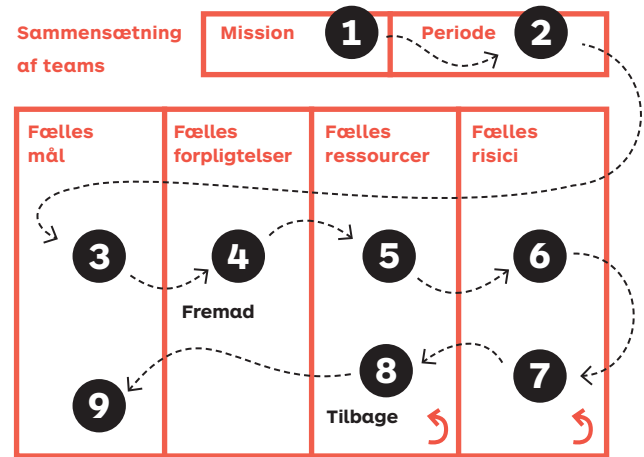 Sammensætning
af teams
Mission 1
Periode 2
Fælles
mål
Fælles
forpligtelser
Fælles
ressourcer
Fælles
risici
3
4
5
6
Fremad
7
8
9
Tilbage